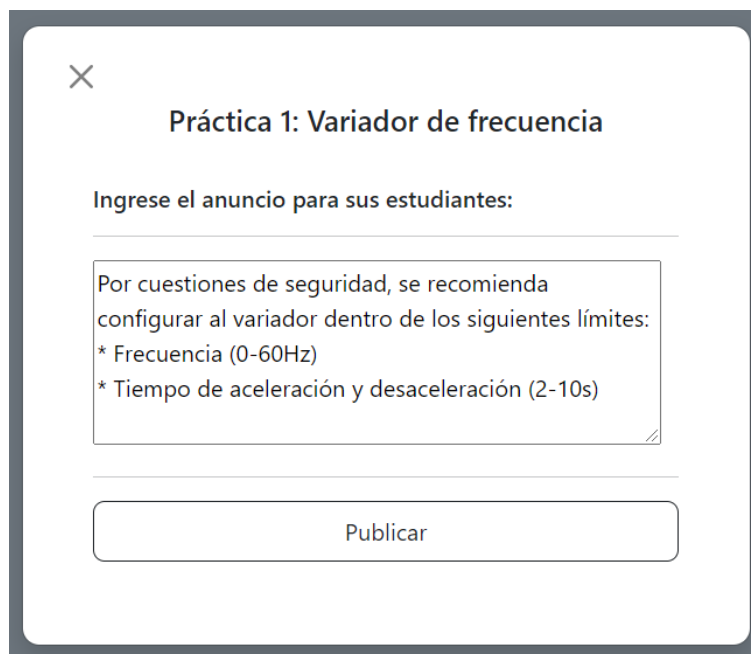 Práctica 1: Variador de frecuencia
Ingrese el anuncio para sus estudiantes:
Por cuestiones de seguridad, se recomienda
configurar al variador dentro de los siguientes límites:
* Frecuencia (0-60Hz)
* Tiempo de aceleración y desaceleración (2-10s)
Publicar